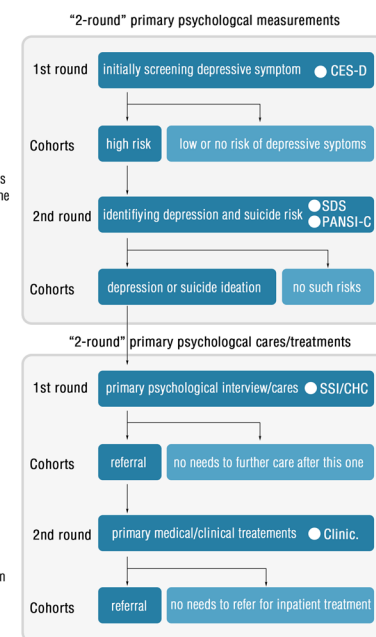 “2-round” primary psychologcal measurements
1st round
initially screening depressive symptom
CES-D
Cohorts
high risk
low or no risk of depressive syptoms
2nd round
identifiying depression and suicide risk
SDS
PANSI-C
Cohorts
depression or suicide ideation
no such risks
“2-round” primary psychologcal cares/treatments
1st round
primary psychological interview/cares
SSI/CHC
Cohorts
referral
no needs to further care after this one
2nd round
primary medical/clinical treatements
Clinic.
Cohorts
referral
no needs to refer for inpatient treatment